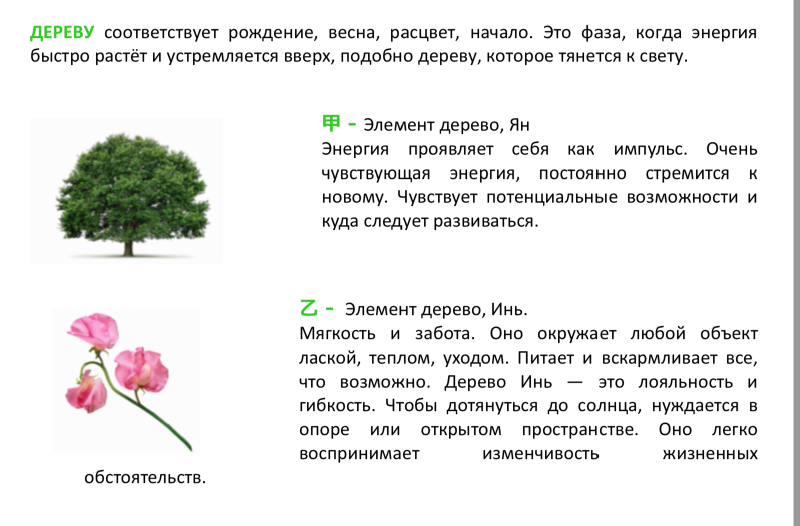 ДЕРЕВУ соответствует рождение, весна, расцвет, начало. Это фаза, когда энергия
быстро растёт и устремляется вверх, подобно дереву, которое тянется к свету.
甲 - Элемент дерево, Ян
Энергия проявляет себя как импульс. Очень
чувствующая энергия, постоянно стремится к
новому. Чувствует потенциальные возможности и
куда следует развиваться.
乙 - Элемент дерево, Инь.
Мягкость и забота. Оно окружает любой объект
лаской, теплом, уходом. Питает и вскармливает все,
что возможно. Дерево Инь — это лояльность и
гибкость. Чтобы дотянуться до солнца, нуждается в
опоре или открытом пространстве. Оно легко
воспринимает изменчивость жизненных
обстоятельств.